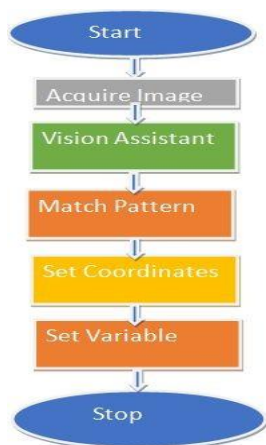 Start
Acquire Image
Vision Assistant
Match Pattern
Set Coordinates
Set Variable
Stop